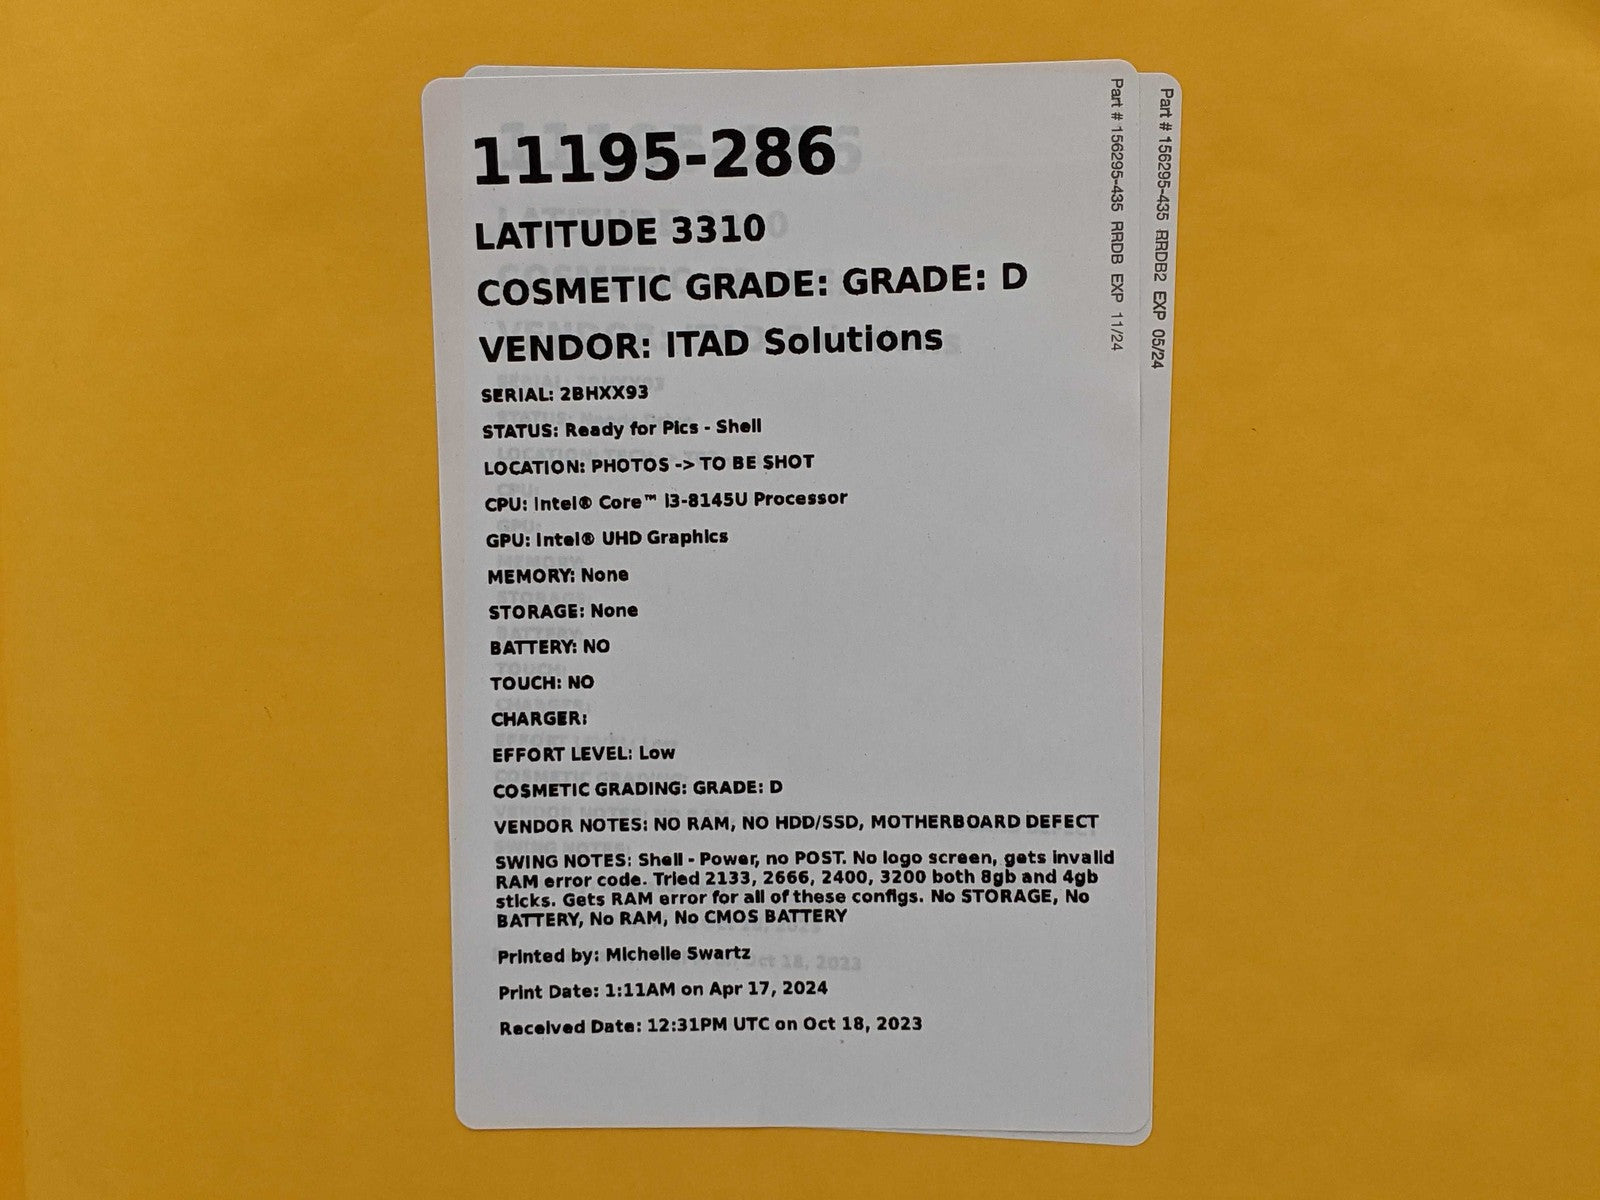 11195-286
LATITUDE 3310
COSMETIC GRADE: GRADE: D
VENDOR: ITAD Solutions
SERIAL: 2BHXX93
STATUS: Ready for Pics - Shell
LOCATION: PHOTOS -> TO BE SHOT
CPU: Intel® Core™ i3-8145U Processor
GPU: Intel® UHD Graphics
MEMORY: None
STORAGE: None
BATTERY: NO
TOUCH: NO
CHARGER:
EFFORT LEVEL: Low
COSMETIC GRADING: GRADE: D
VENDOR NOTES: NO RAM, NO HDD/SSD, MOTHERBOARD DEFECT
SWING NOTES: Shell - Power, no POST. No logo screen, gets invalid
RAM error code. Tried 2133, 2666, 2400, 3200 both 8gb and 4gb
sticks. Gets RAM error for all of these configs. No STORAGE, No
BATTERY, No RAM, No CMOS BATTERY
Printed by: Michelle Swartz
Print Date: 1:11AM on Apr 17, 2024
Received Date: 12:31PM UTC on Oct 18, 2023
Part # 156295-435 RRDB EXP 11/24
Part # 156295-435 RRDB2 EXP 05/24